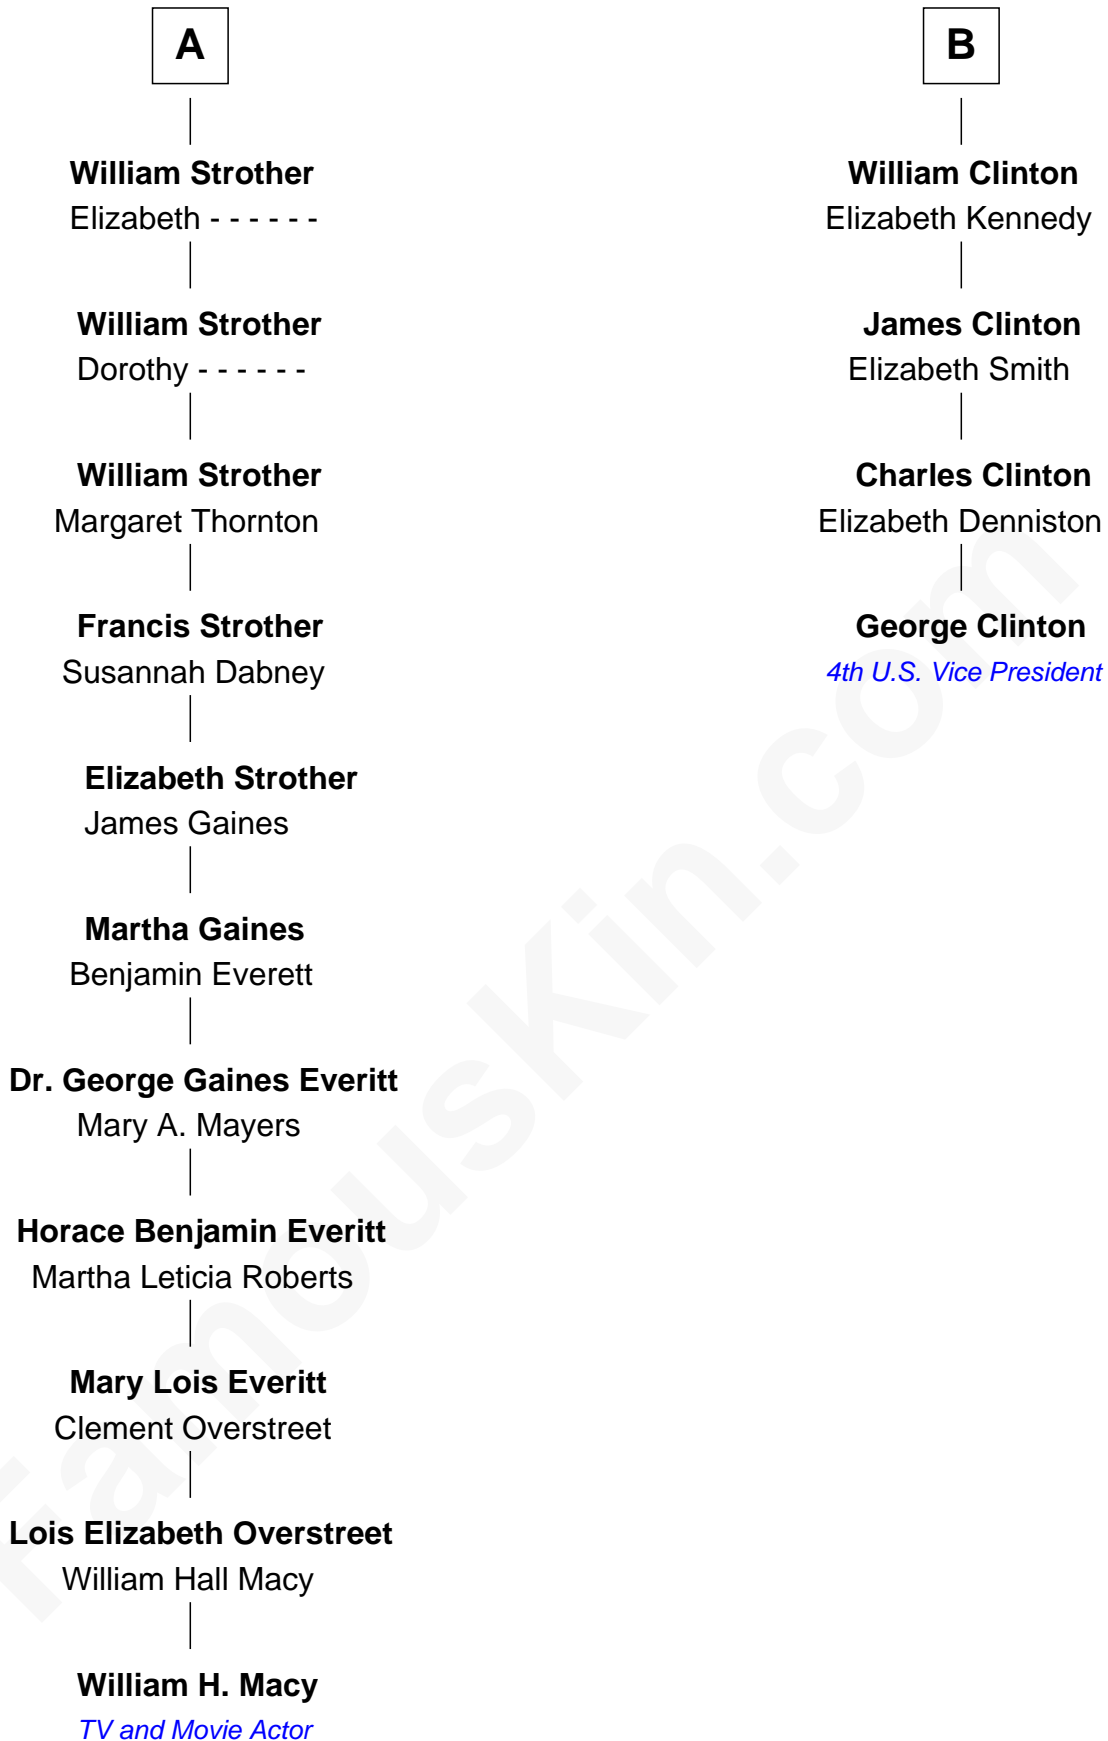 A
William Strother
Elizabeth - - - - - -
William Strother
Dorothy - - - - - -
William Strother
Margaret Thornton
Francis Strother
Susannah Dabney
Elizabeth Strother
James Gaines
Martha Gaines
Benjamin Everett
Dr. George Gaines Everitt
Mary A. Mayers
Horace Benjamin Everitt
Martha Leticia Roberts
Mary Lois Everitt
Clement Overstreet
Lois Elizabeth Overstreet
William Hall Macy
William H. Macy
TV and Movie Actor
B
William Clinton
Elizabeth Kennedy
James Clinton
Elizabeth Smith
Charles Clinton
Elizabeth Denniston
George Clinton
4th U.S. Vice President
FamousKin.com